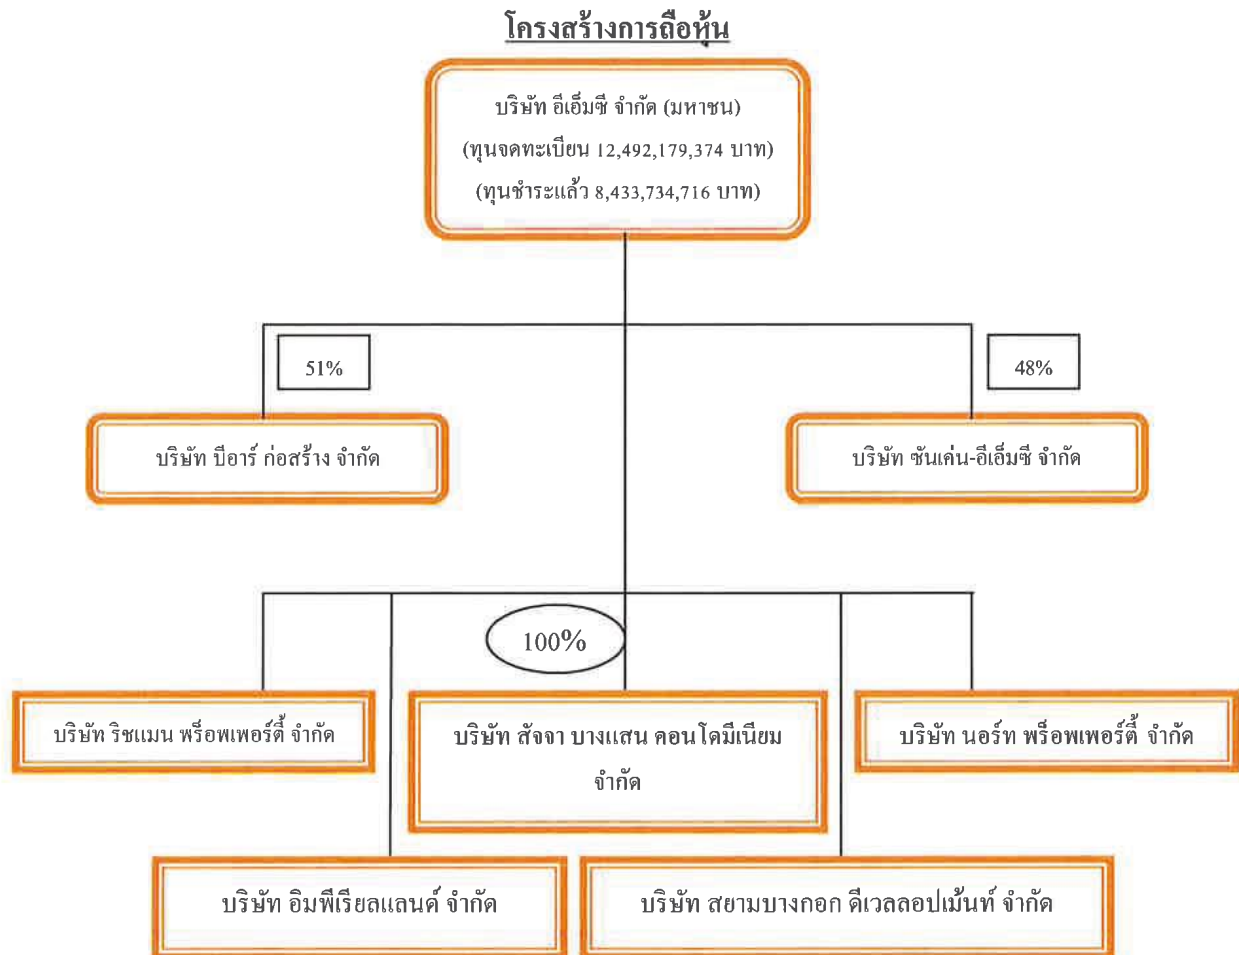 โครงสร้างการถือหุ้น
บริษัท อีเอ็มซี จำกัด (มหาชน)
(ทุนจดทะเบียน 12,492,179,374 บาท)
(ทุนชำระแล้ว 8,433,734,716 บาท)
51%
48%
บริษัท บีอาร์ ก่อสร้าง จำกัด
บริษัท ซันเค่น-อีเอ็มซี จำกัด
100%
บริษัท ริชแมน พร็อพเพอร์ตี้ จำกัด
บริษัท สัจจา บางแสน คอนโดมีเนียม
จำกัด
บริษัท นอร์ท พร็อพเพอร์ตี้ จำกัด
บริษัท อิมพีเรียลแลนด์ จำกัด
บริษัท สยามบางกอก ดีเวลลอปเม้นท์ จำกัด